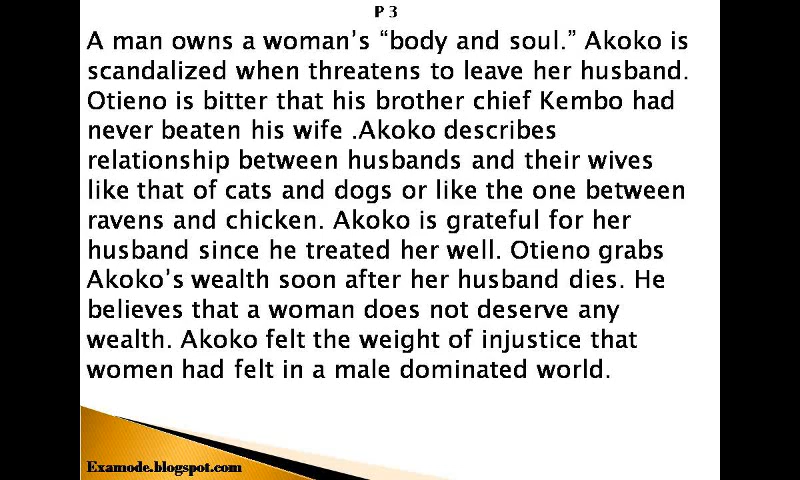 P 3
A man owns a woman's “body and soul.” Akoko is
scandalized when threatens to leave her husband.
Otieno is bitter that his brother chief Kembo had
never beaten his wife .Akoko describes
relationship between husbands and their wives
like that of cats and dogs or like the one between
ravens and chicken. Akoko is grateful for her
husband since he treated her well. Otieno grabs
Akoko's wealth soon after her husband dies. He
believes that a woman does not deserve any
wealth. Akoko felt the weight of injustice that
women had felt in a male dominated world.
Examode.blogspot.com